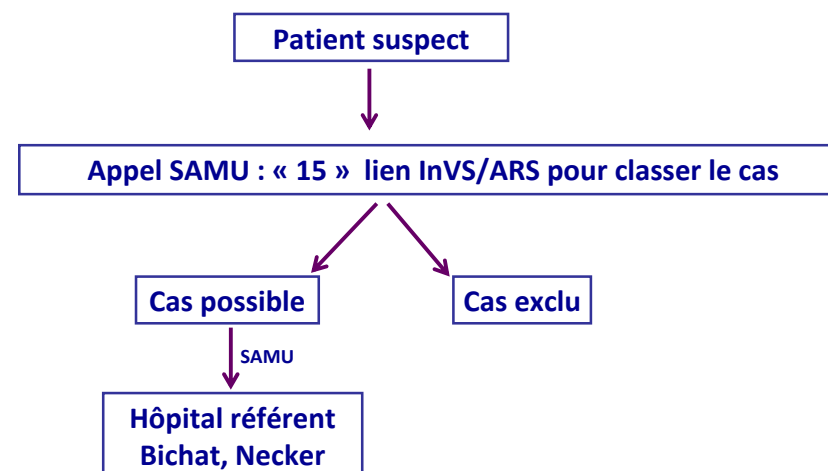 Patient suspect
Appel SAMU : « 15 » lien InVS/ARS pour classer le cas
Cas possible
Cas exclu
SAMU
Hôpital référent
Bichat, Necker